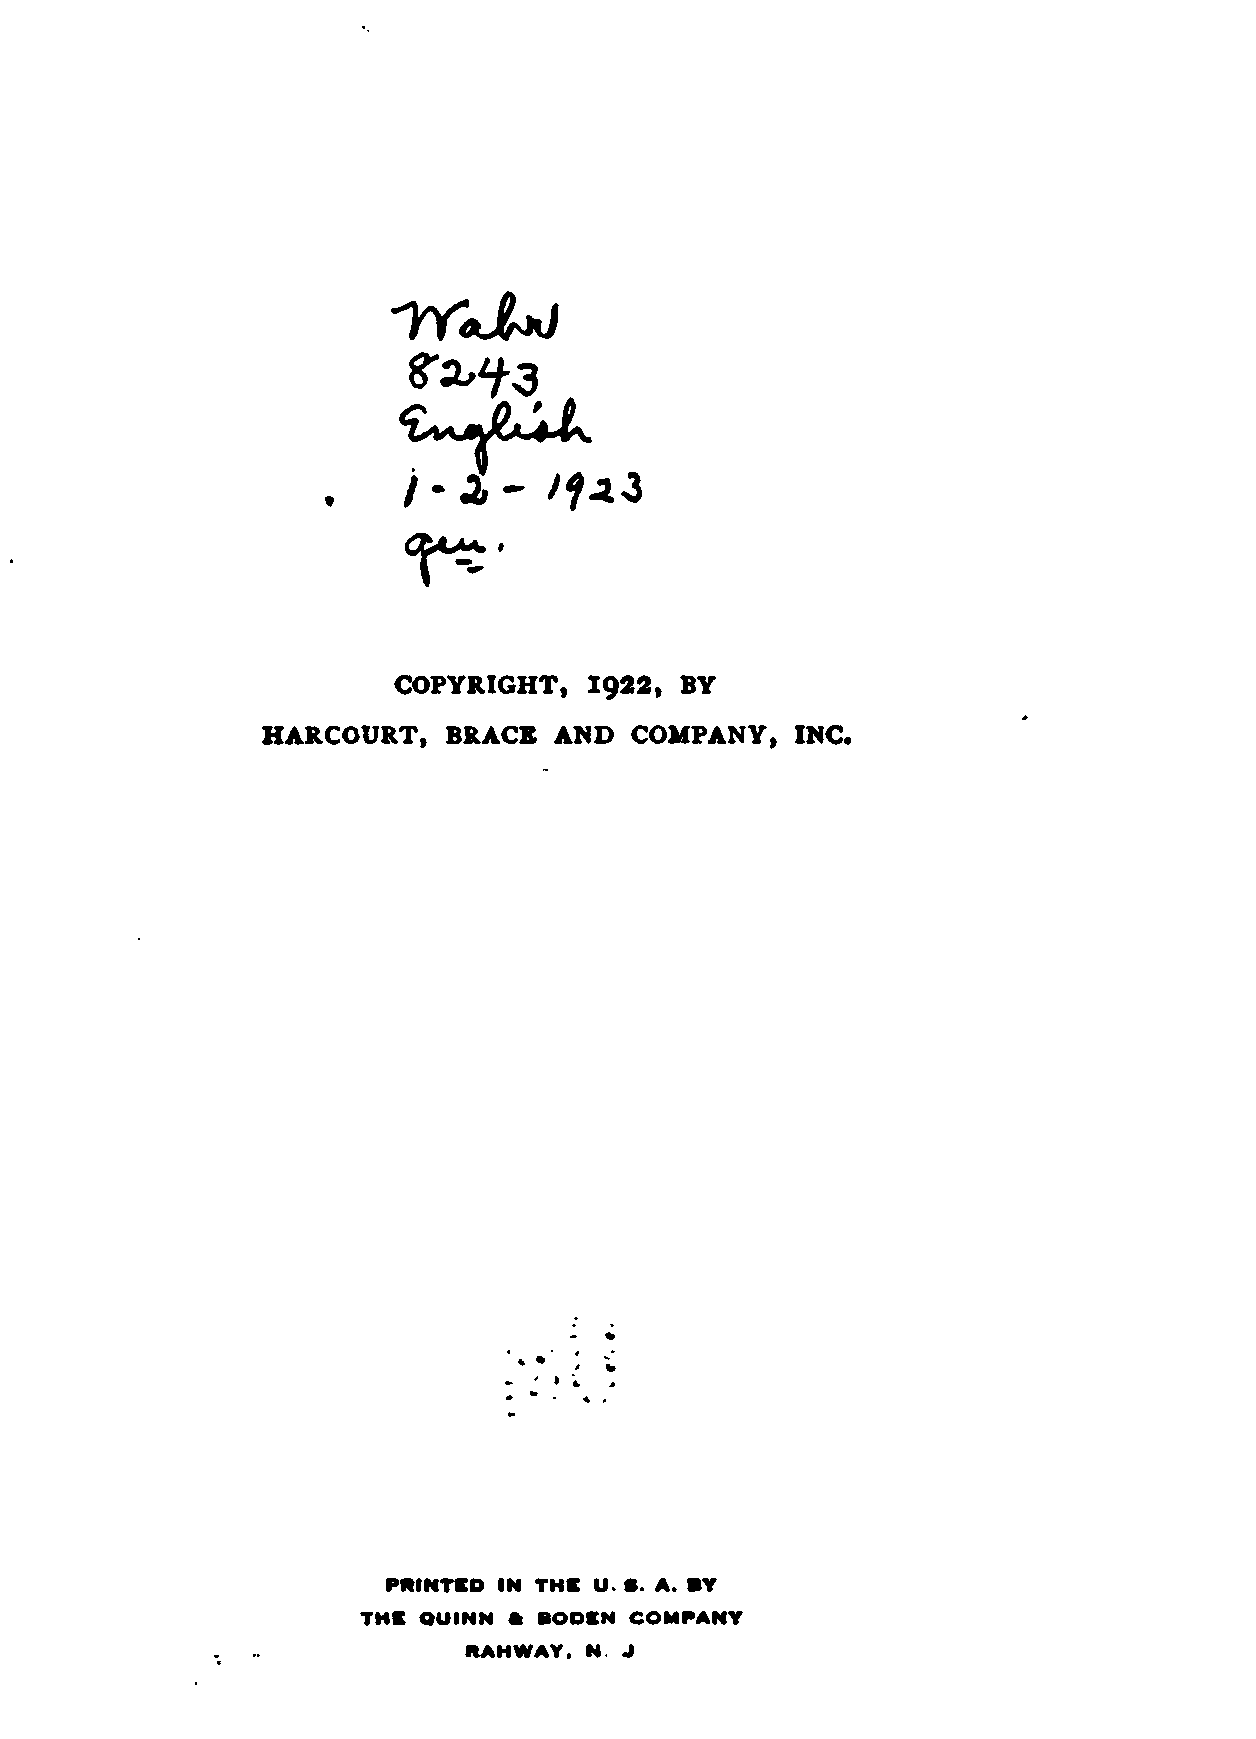 Wahr
8243
English
1-2-1923
gen.
COPYRIGHT, 1922, BY
HARCOURT, BRACE AND COMPANY, INC.
PRINTED IN THE U. S. A. BY
THE QUINN & BODEN COMPANY
RAHWAY, N. J